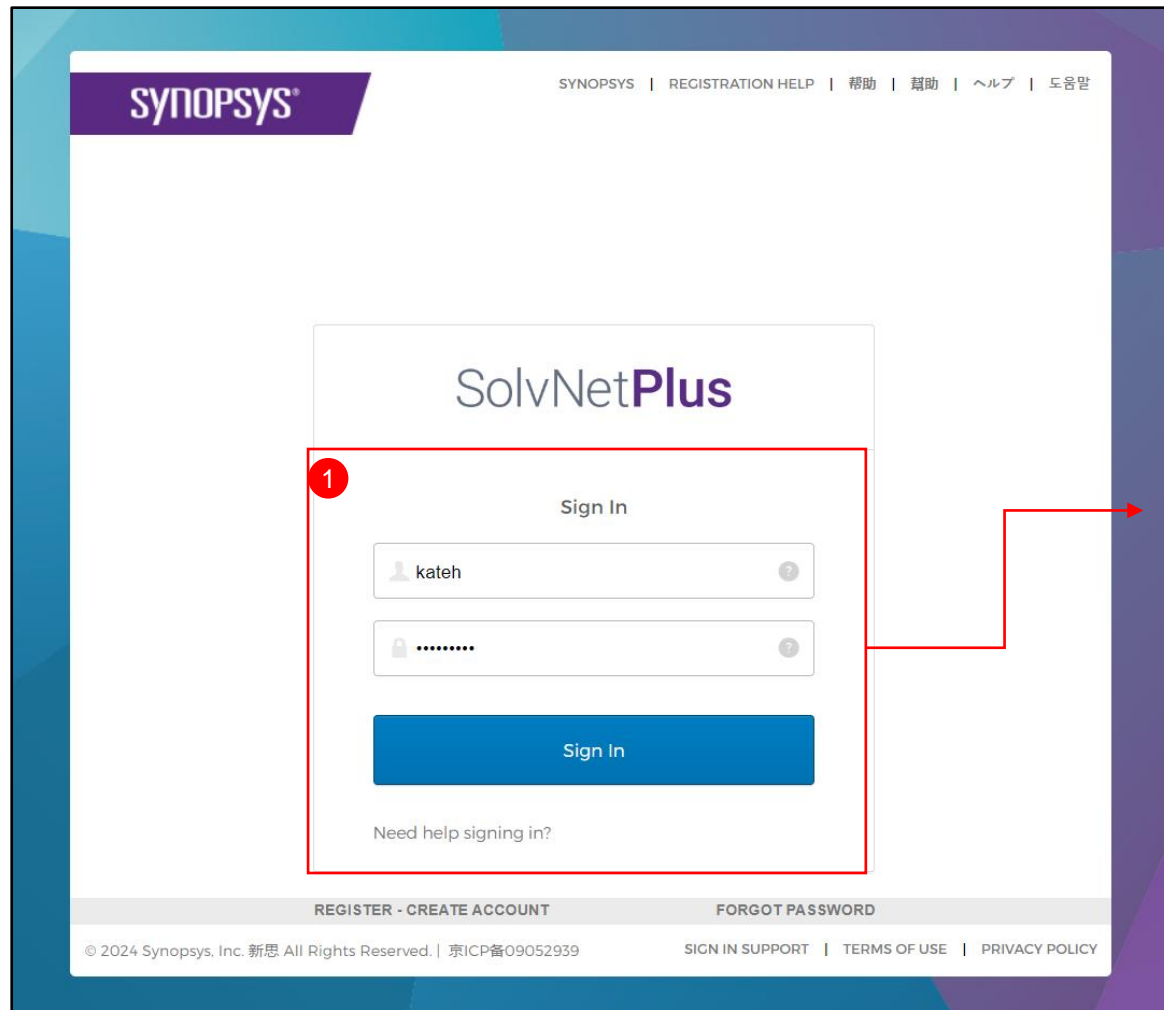 SYNOPSYS®
SYNOPSYS | REGISTRATION HELP | 帮助 | 幫助 | ヘルプ | 도움말
SolvNetPlus
1
Sign In
kateh
•••••••••
Sign In
Need help signing in?
REGISTER - CREATE ACCOUNT FORGOT PASSWORD
© 2024 Synopsys, Inc. 新思 All Rights Reserved. | 京ICP备09052939 SIGN IN SUPPORT | TERMS OF USE | PRIVACY POLICY